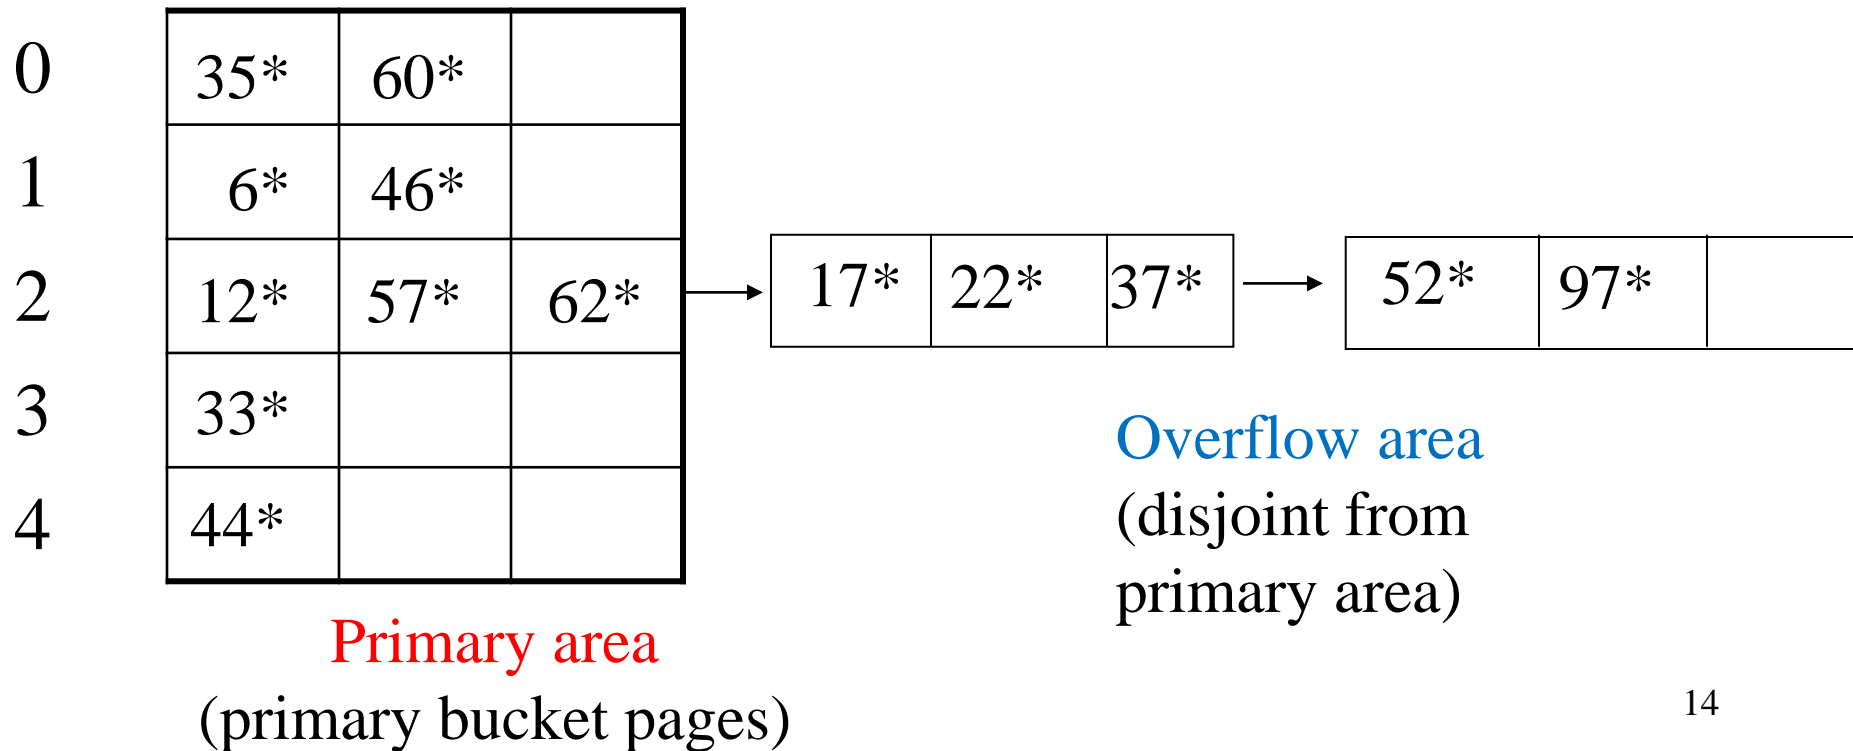 0 35* 60*
1 6* 46*
2 12* 57* 62* 17* 22* 37* 52* 97*
3 33*
4 44*
Overflow area
(disjoint from
primary area)
Primary area
(primary bucket pages)
14